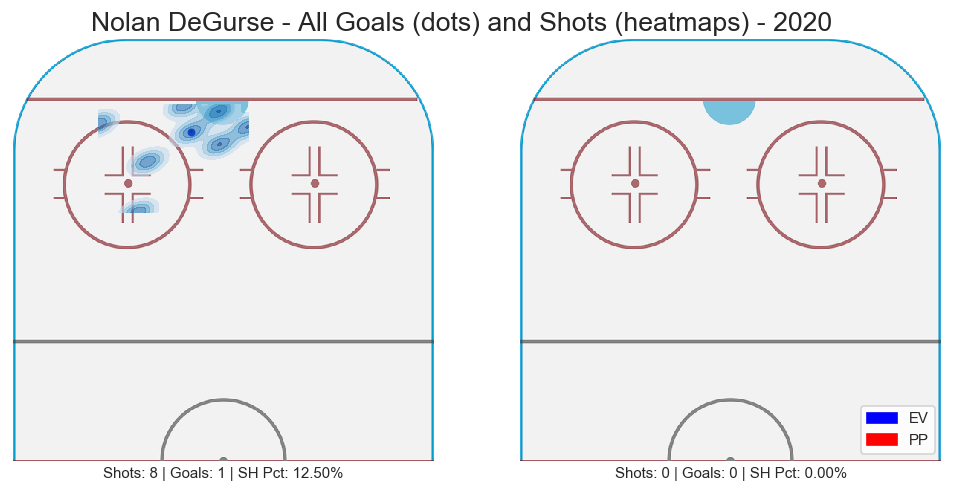 Nolan DeGurse - All Goals (dots) and Shots (heatmaps) - 2020
EV
PP
Shots: 8 | Goals: 1 | SH Pct: 12.50%
Shots: 0 | Goals: 0 | SH Pct: 0.00%